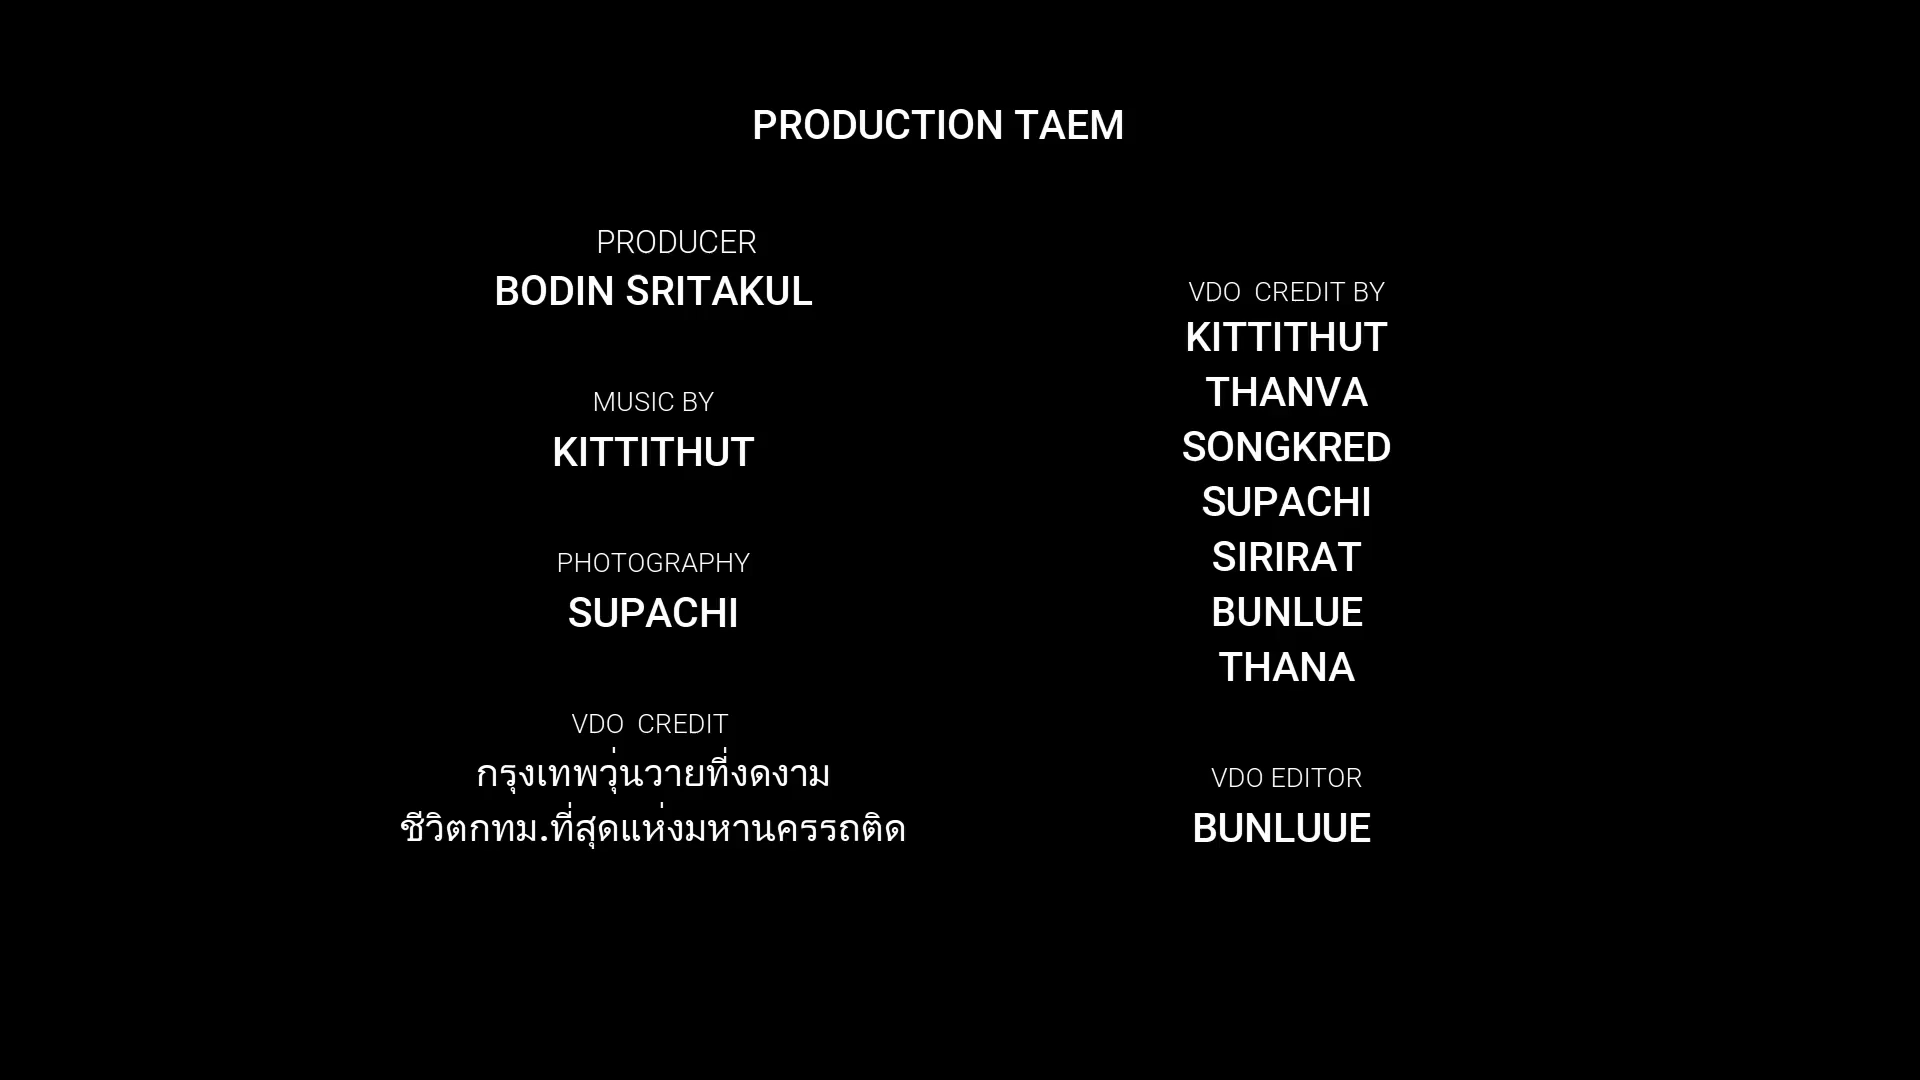 PRODUCTION TAEM
PRODUCER
BODIN SRITAKUL
MUSIC BY
KITTITHUT
PHOTOGRAPHY
SUPACHI
VDO CREDIT
กรุงเทพวุ่นวายที่งดงาม
ชีวิตกทม.ที่สุดแห่งมหานครรถติด
VDO CREDIT BY
KITTITHUT
THANVA
SONGKRED
SUPACHI
SIRIRAT
BUNLUE
THANA
VDO EDITOR
BUNLUUE